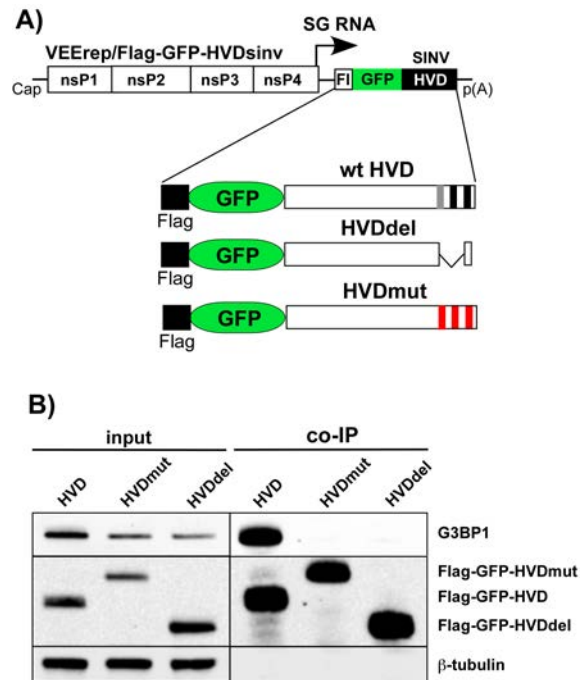 A)
SG RNA
VEErep/Flag-GFP-HVDsinv
SINV
nsP1 nsP2 nsP3 nsP4 Fl GFP HVD
Cap p(A)
wt HVD
GFP
Flag
HVDdel
GFP
Flag
HVDmut
GFP
Flag
B)
input co-IP
HVD HVDmut HVDdel HVD HVDmut HVDdel
G3BP1
Flag-GFP-HVDmut
Flag-GFP-HVD
Flag-GFP-HVDdel
β-tubulin